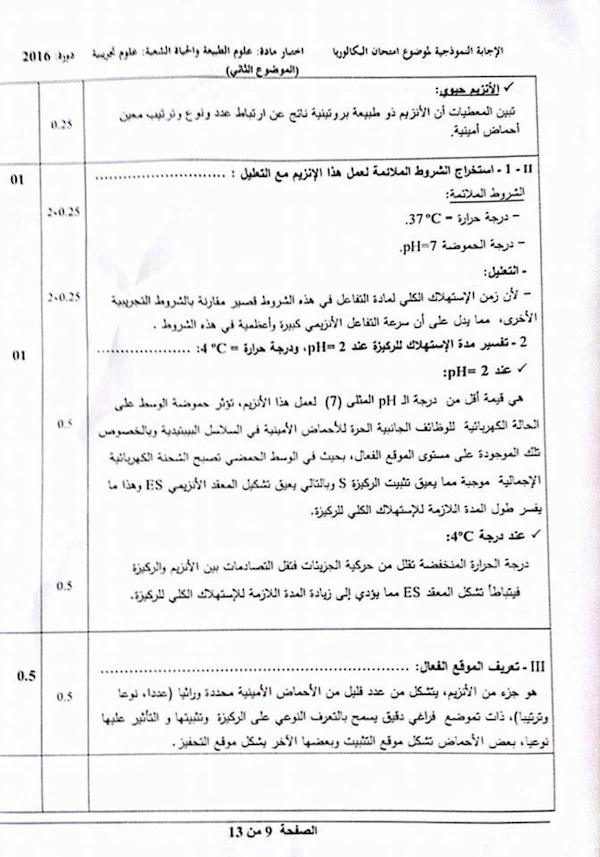 الإجابة النموذجية لموضوع امتحان البكالوريا اختبار مادة: علوم الطبيعة والحياة الشعبة: علوم تجريبية دورة: 2016
(الموضوع الثاني)
✓ الأنزيم حيوي:
تبين المعطيات أن الأنزيم ذو طبيعة بروتينية ناتج عن ارتباط عدد ونوع وترتيب معين 0.25
أحماض أمينية.
II - 1 - استخراج الشروط الملائمة لعمل هذا الإنزيم مع التعليل : .......................... 01
الشروط الملائمة:
- درجة حرارة = 37 °C. 2×0.25
- درجة الحموضة pH=7.
- التعليل:
- لأن زمن الإستهلاك الكلي لمادة التفاعل في هذه الشروط قصير مقارنة بالشروط التجريبية 2×0.25
الأخرى، مما يدل على أن سرعة التفاعل الأنزيمي كبيرة وأعظمية في هذه الشروط .
2 - تفسير مدة الإستهلاك للركيزة عند pH= 2، ودرجة حرارة = 4 °C: .................... 01
✓ عند pH= 2:
هي قيمة أقل من درجة الـ pH المثلى (7) لعمل هذا الأنزيم، تؤثر حموضة الوسط على
الحالة الكهربائية للوظائف الجانبية الحرة للأحماض الأمينية في السلاسل الببتيدية وبالخصوص 0.5
تلك الموجودة على مستوى الموقع الفعال، بحيث في الوسط الحمضي تصبح الشحنة الكهربائية
الإجمالية موجبة مما يعيق تثبيت الركيزة S وبالتالي يعيق تشكيل المعقد الأنزيمي ES وهذا ما
يفسر طول المدة اللازمة للإستهلاك الكلي للركيزة.
✓ عند درجة 4°C:
درجة الحرارة المنخفضة تقلل من حركية الجزيئات فتقل التصادمات بين الأنزيم والركيزة
فيتباطأ تشكل المعقد ES مما يؤدي إلى زيادة المدة اللازمة للإستهلاك الكلي للركيزة. 0.5
III - تعريف الموقع الفعال: ............................................. 0.5
هو جزء من الأنزيم، يتشكل من عدد قليل من الأحماض الأمينية محددة وراثيا (عددا، نوعا 0.5
وترتيبا)، ذات تموضع فراغي دقيق يسمح بالتعرف النوعي على الركيزة وتثبيتها و التأثير عليها
نوعيا، بعض الأحماض تشكل موقع التثبيت وبعضها الآخر يشكل موقع التحفيز.
الصفحة 9 من 13